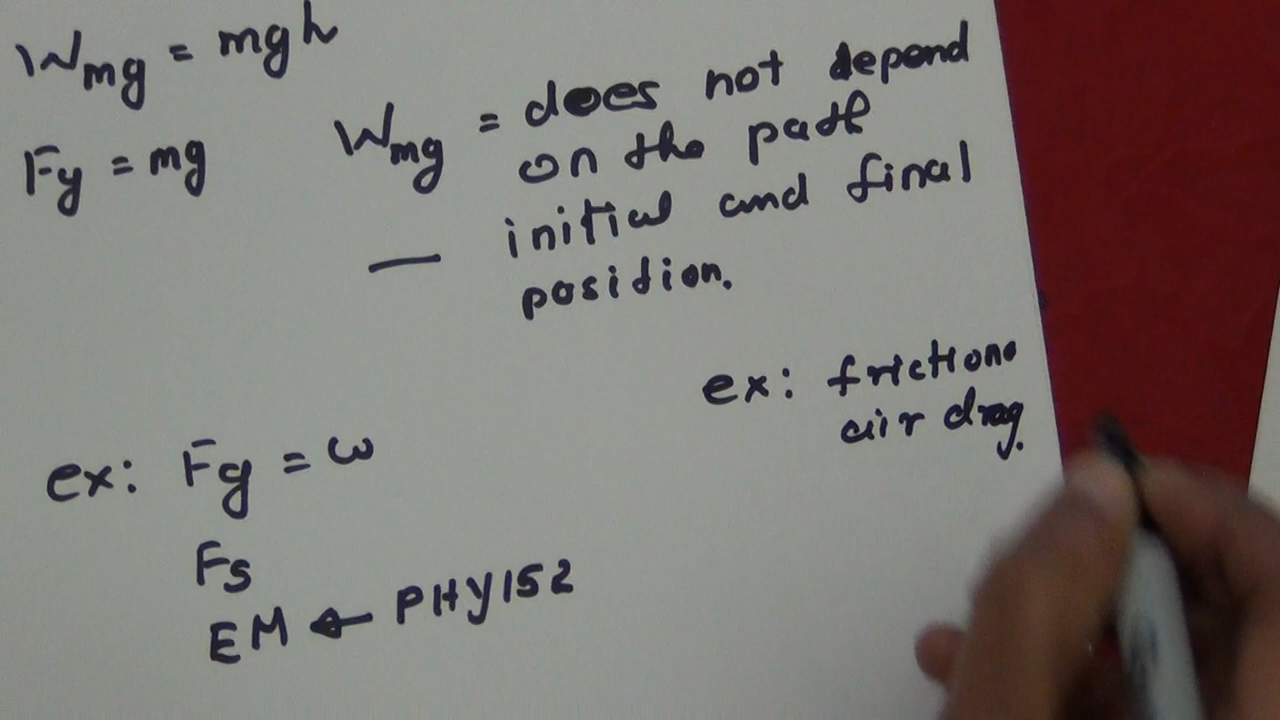 Wmg = mgh
Fy = mg
Wmg = does not depend
on the path
— initial and final
position.
ex: friction
air drag.
ex: Fg = w
Fs
EM ← PHY152